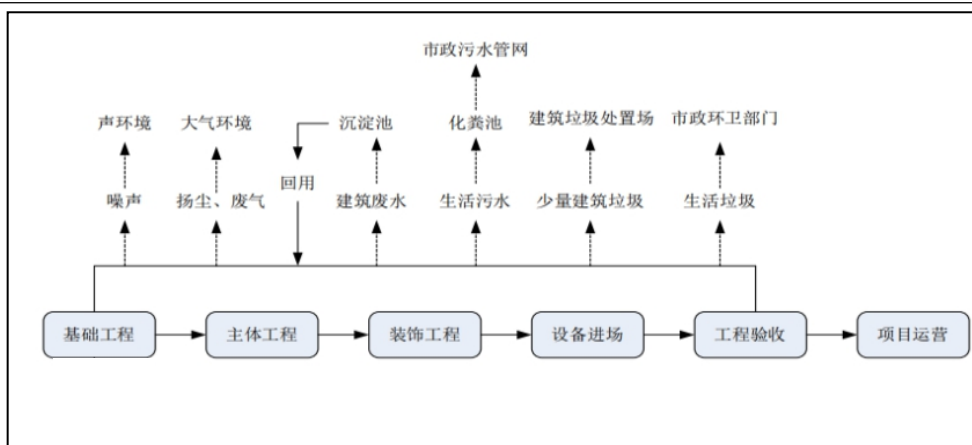 市政污水管网
声环境 大气环境 沉淀池 化粪池 建筑垃圾处置场 市政环卫部门
回用
噪声 扬尘、废气 建筑废水 生活污水 少量建筑垃圾 生活垃圾
基础工程 主体工程 装饰工程 设备进场 工程验收 项目运营